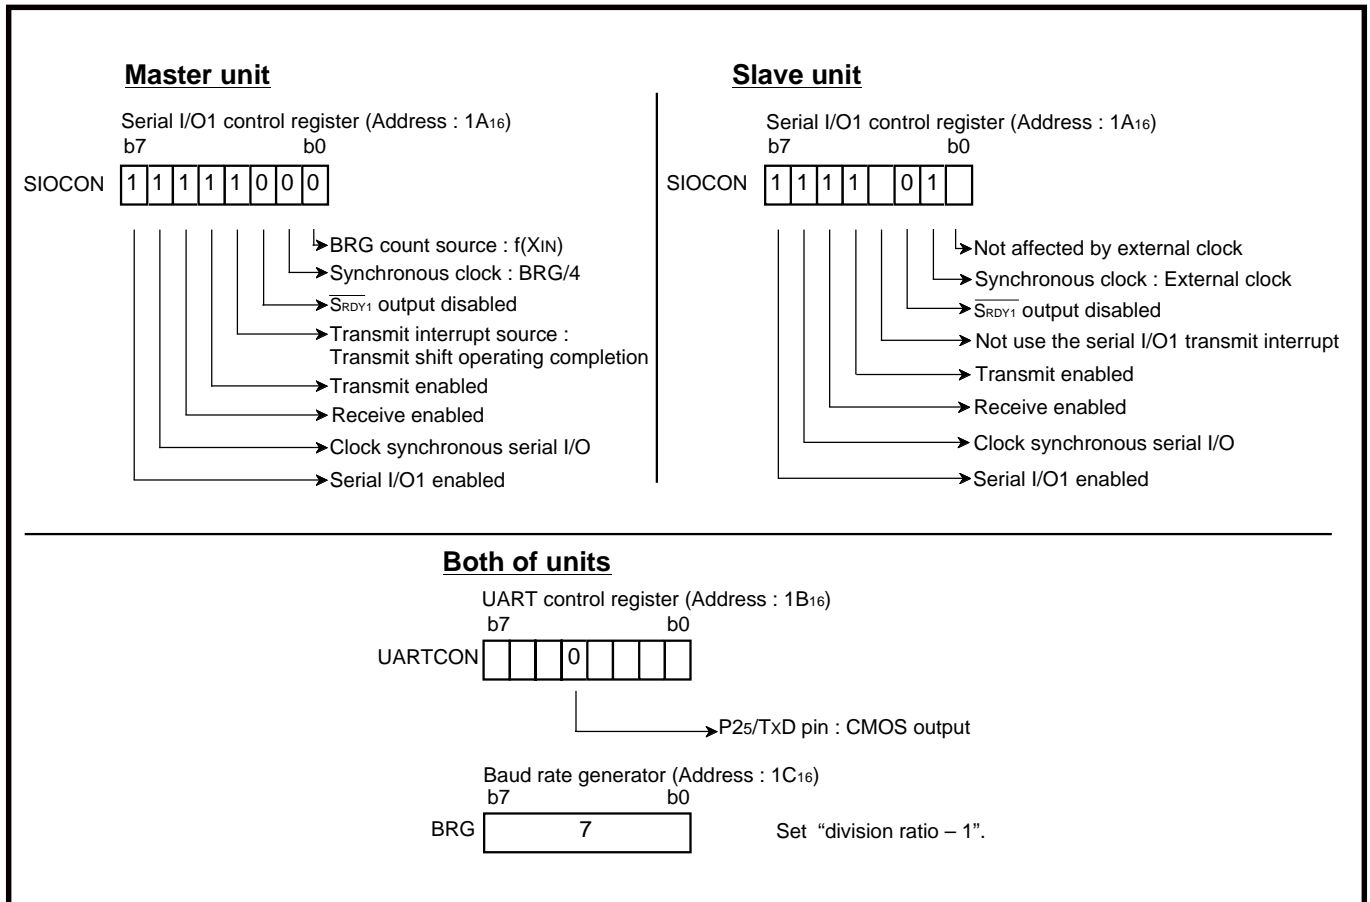 Master unit
Serial I/O1 control register (Address : 1A16)
b7 b0
SIOCON 1 1 1 1 1 0 0 0
BRG count source : f(XIN)
Synchronous clock : BRG/4
SRDY1 output disabled
Transmit interrupt source :
Transmit shift operating completion
Transmit enabled
Receive enabled
Clock synchronous serial I/O
Serial I/O1 enabled
Slave unit
Serial I/O1 control register (Address : 1A16)
b7 b0
SIOCON 1 1 1 1 0 1
Not affected by external clock
Synchronous clock : External clock
SRDY1 output disabled
Not use the serial I/O1 transmit interrupt
Transmit enabled
Receive enabled
Clock synchronous serial I/O
Serial I/O1 enabled
Both of units
UART control register (Address : 1B16)
b7 b0
UARTCON 0
P25/TXD pin : CMOS output
Baud rate generator (Address : 1C16)
b7 b0
BRG 7 Set “division ratio – 1”.